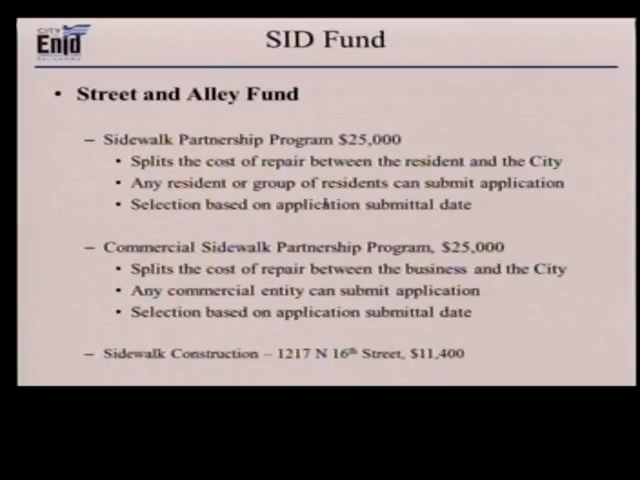 CITY
Enid
SID Fund
• Street and Alley Fund
– Sidewalk Partnership Program $25,000
• Splits the cost of repair between the resident and the City
• Any resident or group of residents can submit application
• Selection based on application submittal date
– Commercial Sidewalk Partnership Program, $25,000
• Splits the cost of repair between the business and the City
• Any commercial entity can submit application
• Selection based on application submittal date
– Sidewalk Construction – 1217 N 16th Street, $11,400